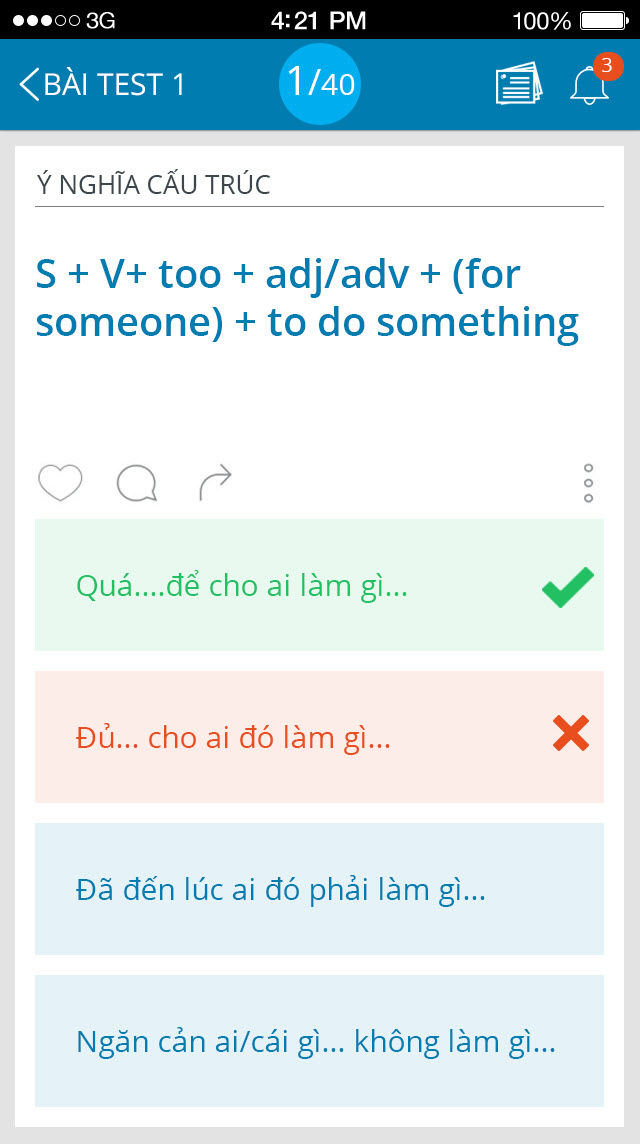 3G 4:21 PM 100%
BÀI TEST 1 1/40 3
Ý NGHĨA CẤU TRÚC
S + V+ too + adj/adv + (for
someone) + to do something
Quá....để cho ai làm gì...
Đủ... cho ai đó làm gì...
Đã đến lúc ai đó phải làm gì...
Ngăn cản ai/cái gì... không làm gì...